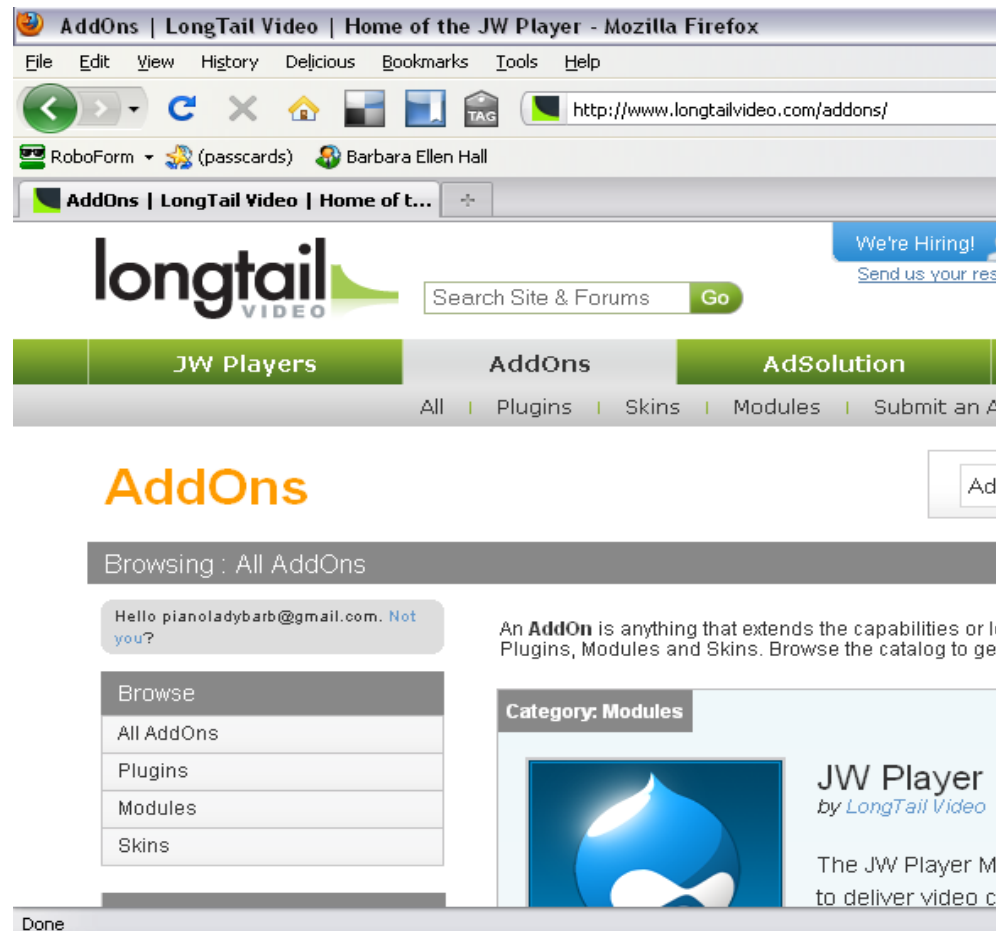 AddOns | LongTail Video | Home of the JW Player - Mozilla Firefox
File Edit View History Delicious Bookmarks Tools Help
TAG http://www.longtailvideo.com/addons/
RoboForm (passcards) Barbara Ellen Hall
AddOns | LongTail Video | Home of t...
We're Hiring!
Send us your res
longtail
VIDEO
Search Site & Forums Go
JW Players AddOns AdSolution
All Plugins Skins Modules Submit an A
AddOns
Ad
Browsing : All AddOns
Hello pianoladybarb@gmail.com. Not
you?
An AddOn is anything that extends the capabilities or l
Plugins, Modules and Skins. Browse the catalog to ge
Browse
All AddOns
Plugins
Modules
Skins
Category: Modules
JW Player
by LongTail Video
The JW Player M
to deliver video c
Done